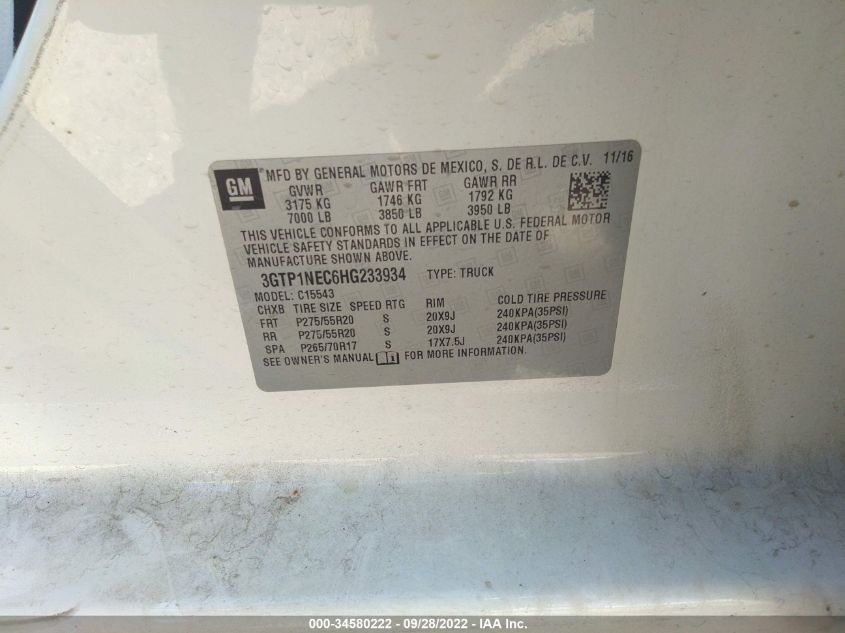 GM
MFD BY GENERAL MOTORS DE MEXICO, S. DE R.L. DE C.V. 11/16
GVWR GAWR FRT GAWR RR
3175 KG 1746 KG 1792 KG
7000 LB 3850 LB 3950 LB
THIS VEHICLE CONFORMS TO ALL APPLICABLE U.S. FEDERAL MOTOR
VEHICLE SAFETY STANDARDS IN EFFECT ON THE DATE OF
MANUFACTURE SHOWN ABOVE.
3GTP1NEC6HG233934 TYPE: TRUCK
MODEL: C15543
CHXB TIRE SIZE SPEED RTG RIM COLD TIRE PRESSURE
FRT P275/55R20 S 20X9J 240KPA(35PSI)
RR P275/55R20 S 20X9J 240KPA(35PSI)
SPA P265/70R17 S 17X7.5J 240KPA(35PSI)
SEE OWNER'S MANUAL FOR MORE INFORMATION.
000-34580222 - 09/28/2022 - IAA Inc.